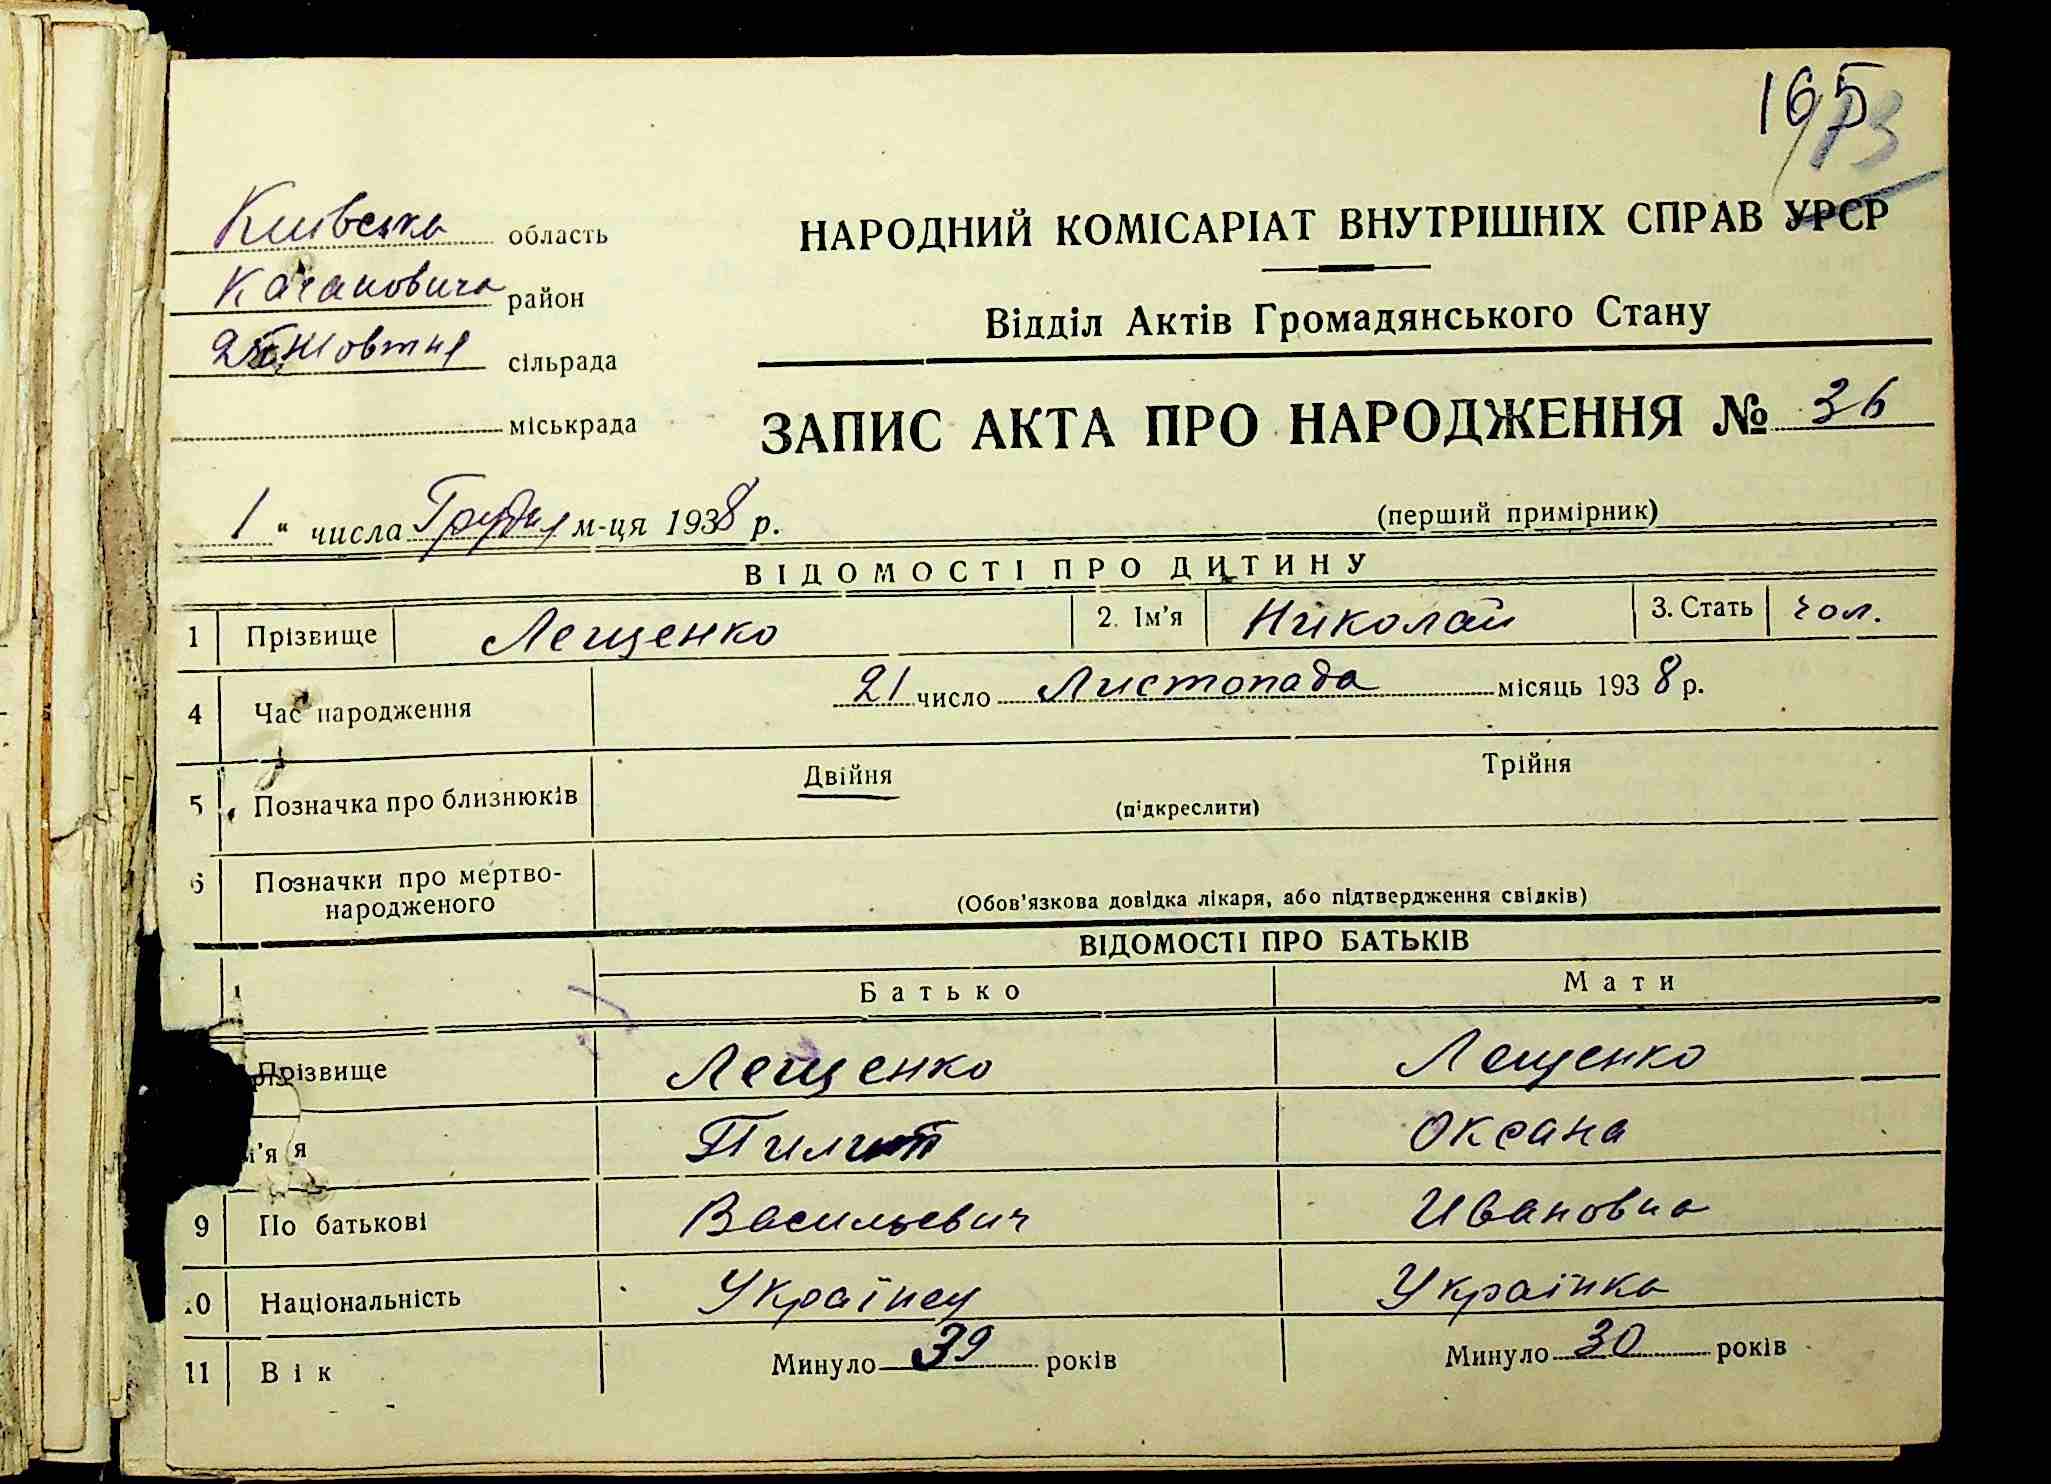 165
73
Київська область
Кагановича район
25 Жовтня сільрада
міськрада
НАРОДНИЙ КОМІСАРІАТ ВНУТРІШНІХ СПРАВ УРСР
Відділ Актів Громадянського Стану
ЗАПИС АКТА ПРО НАРОДЖЕННЯ № 36
1 " числа Грудня м-ця 1938 р.
(перший примірник)
ВІДОМОСТІ ПРО ДИТИНУ
1 Прізвище Лещенко 2. Ім'я Николай 3. Стать чол.
4 Час народження 21 число Листопада місяць 1938 р.
5 Позначка про близнюків Двійня (підкреслити) Трійня
6 Позначки про мертво-
народженого (Обов'язкова довідка лікаря, або підтвердження свідків)
ВІДОМОСТІ ПРО БАТЬКІВ
Батько Мати
Прізвище Лещенко Лещенко
'я Пилип Оксана
9 По батькові Васильевич Ивановна
10 Національність Українец Українка
11 Вік Минуло 39 років Минуло 30 років